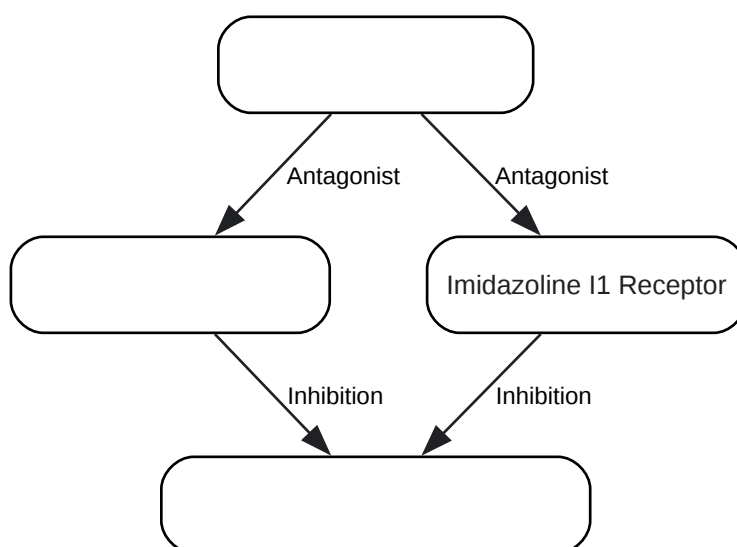 Antagonist
Antagonist
Imidazoline I1 Receptor
Inhibition
Inhibition